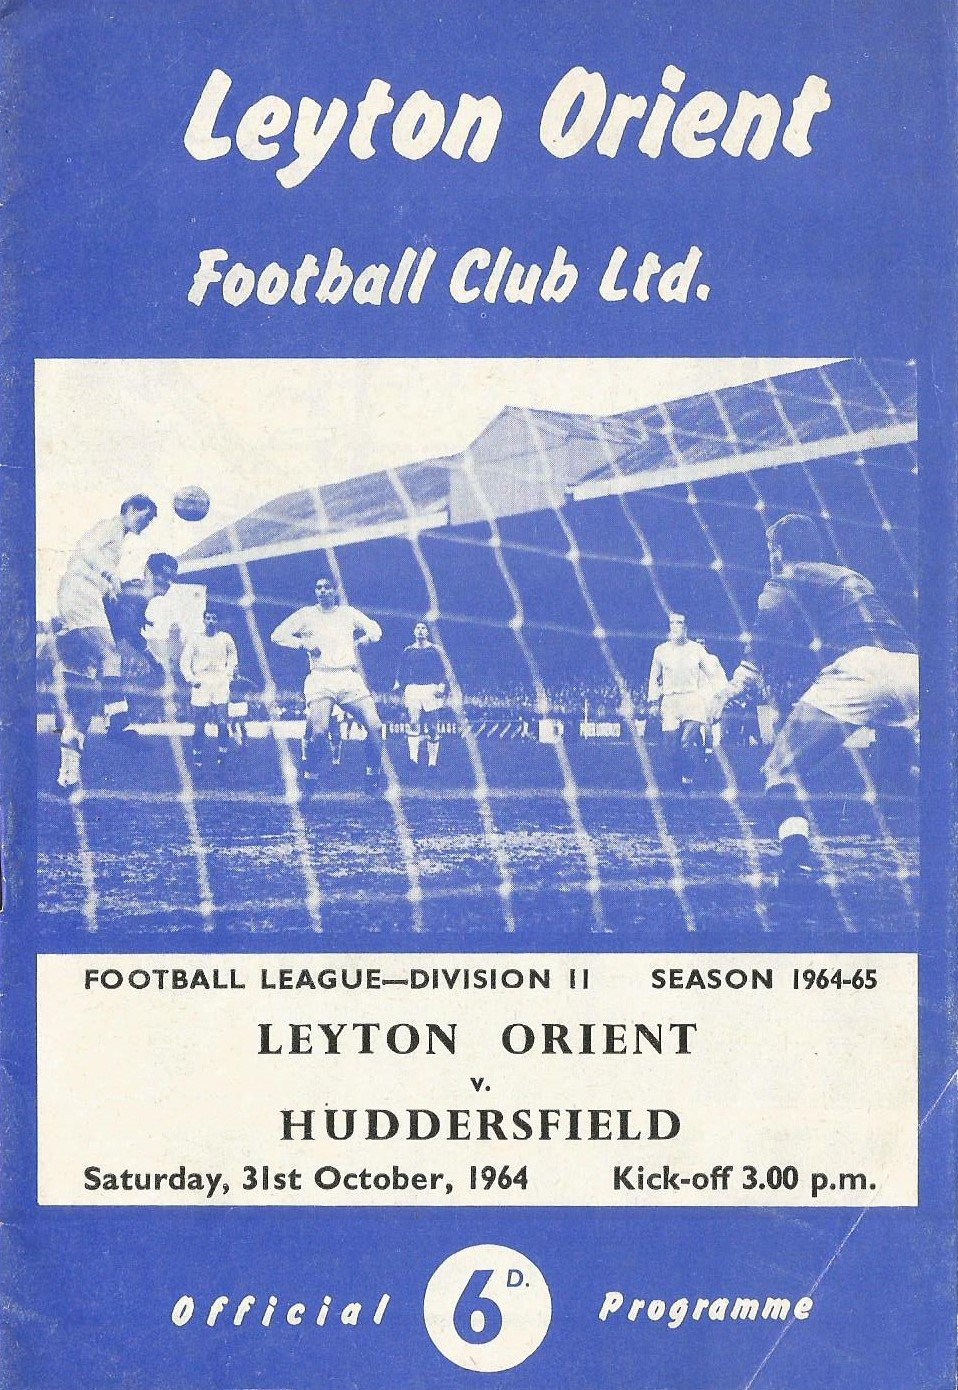 Leyton Orient
Football Club Ltd.
FOOTBALL LEAGUE—DIVISION II SEASON 1964-65
LEYTON ORIENT
v.
HUDDERSFIELD
Saturday, 31st October, 1964 Kick-off 3.00 p.m.
Official 6D. Programme